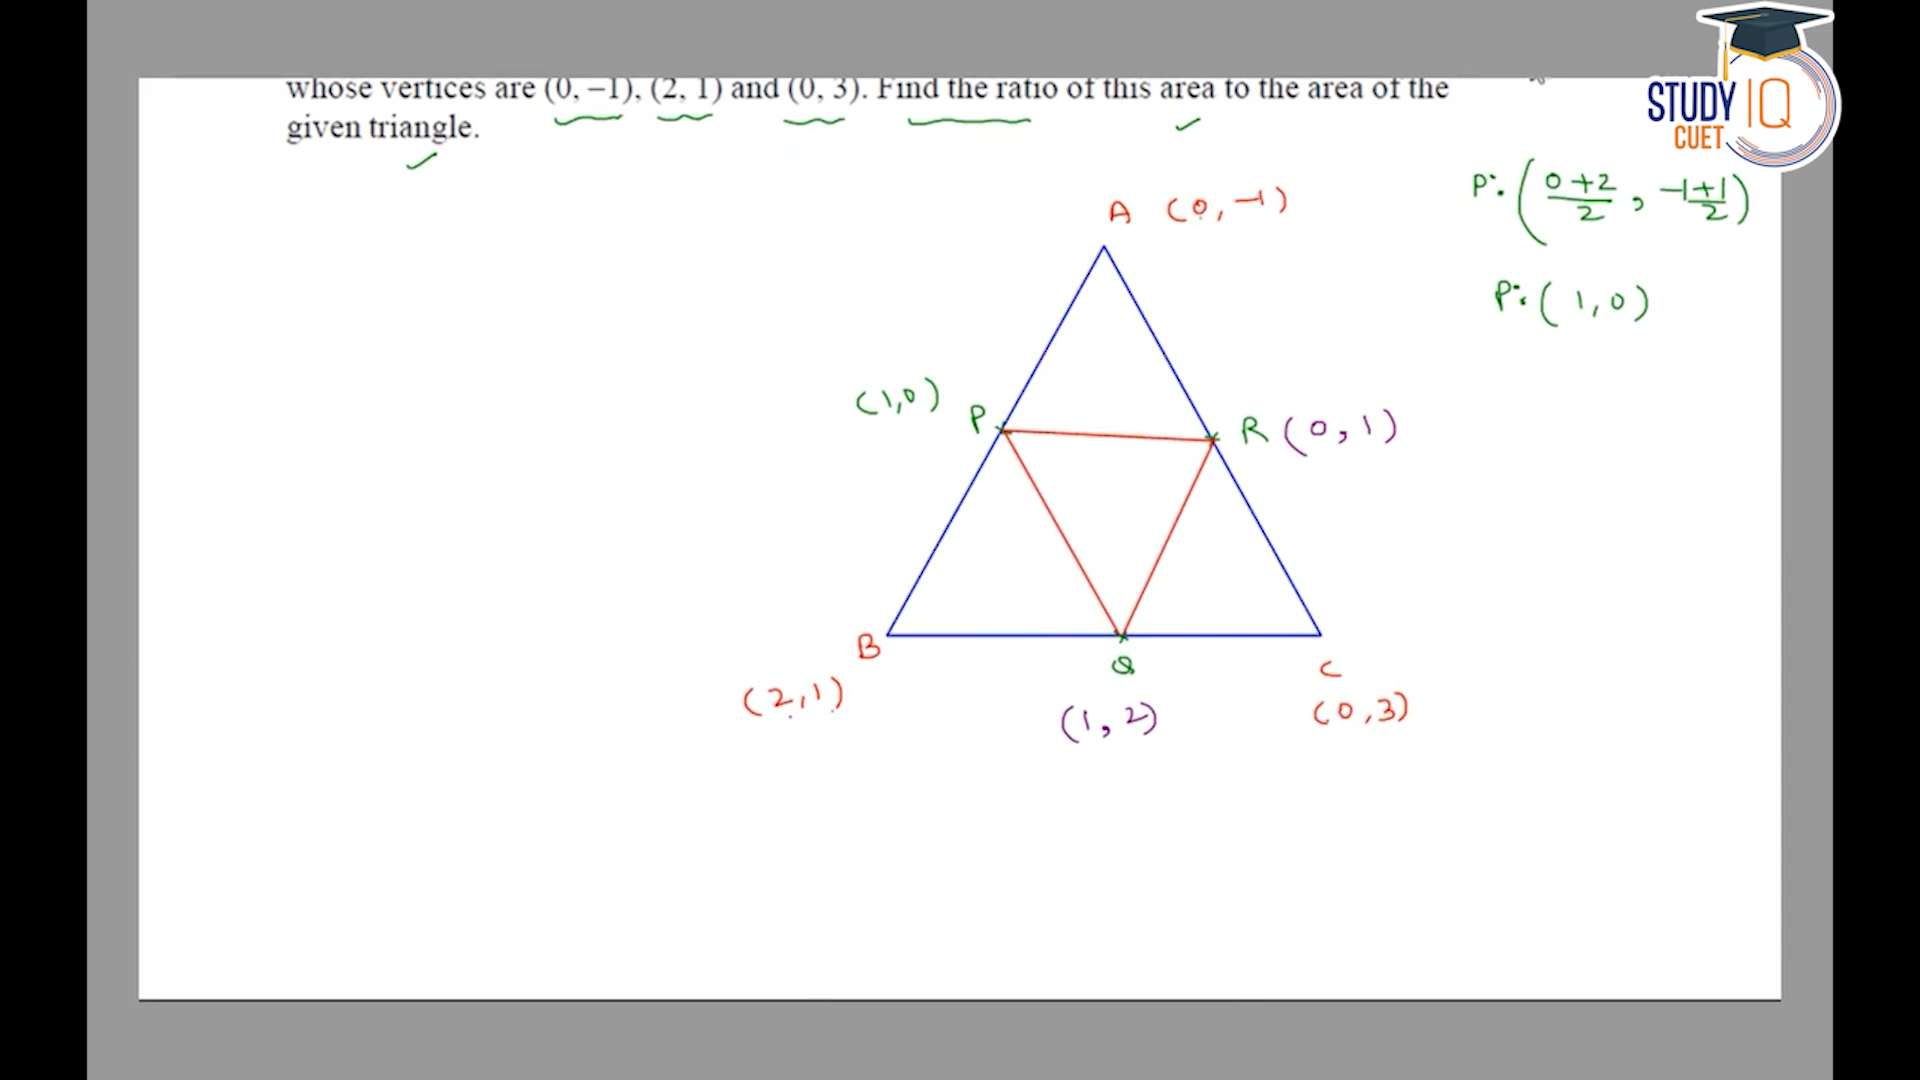 whose vertices are (0, −1), (2, 1) and (0, 3). Find the ratio of this area to the area of the
given triangle.
STUDY IQ
CUET
P: (0+2/2, -1+1/2)
A (0, -1)
P: (1, 0)
(1,0) P
R (0, 1)
B
Q
C
(2,1)
(1, 2)
(0,3)